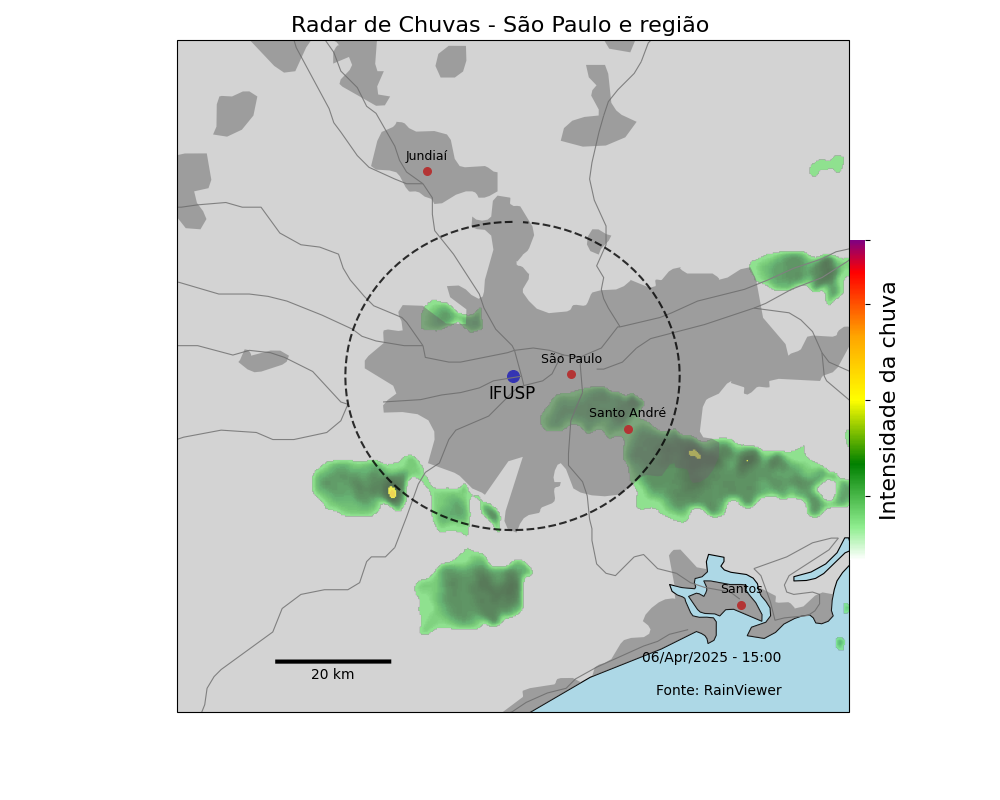 Radar de Chuvas - São Paulo e região
Jundiaí
São Paulo
IFUSP
Santo André
Intensidade da chuva
Santos
06/Apr/2025 - 15:00
20 km
Fonte: RainViewer